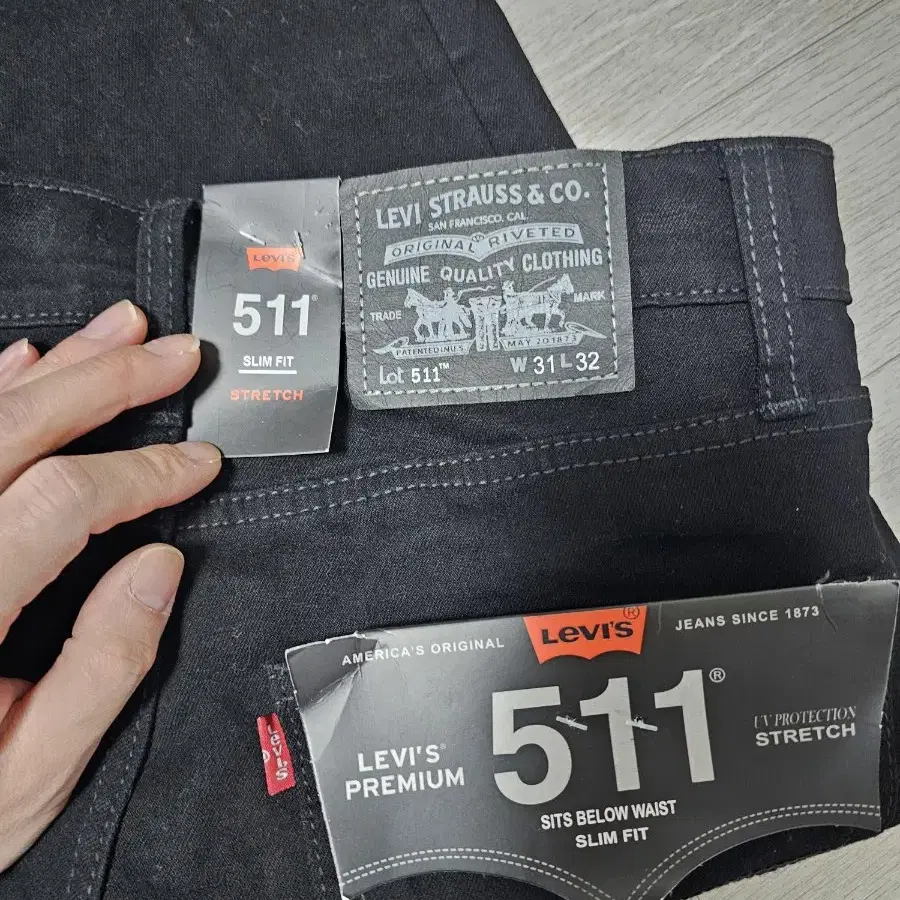 Levi's
511®
SLIM FIT
STRETCH
LEVI STRAUSS & CO.
SAN FRANCISCO. CAL.
ORIGINAL RIVETED
GENUINE QUALITY CLOTHING
TRADE MARK
PATENTED IN U.S. MAY 20 1873
Lot 511™ W 31 L 32
Levi's
AMERICA'S ORIGINAL
Levi's®
JEANS SINCE 1873
LEVI'S®
PREMIUM
511®
UV PROTECTION
STRETCH
SITS BELOW WAIST
SLIM FIT